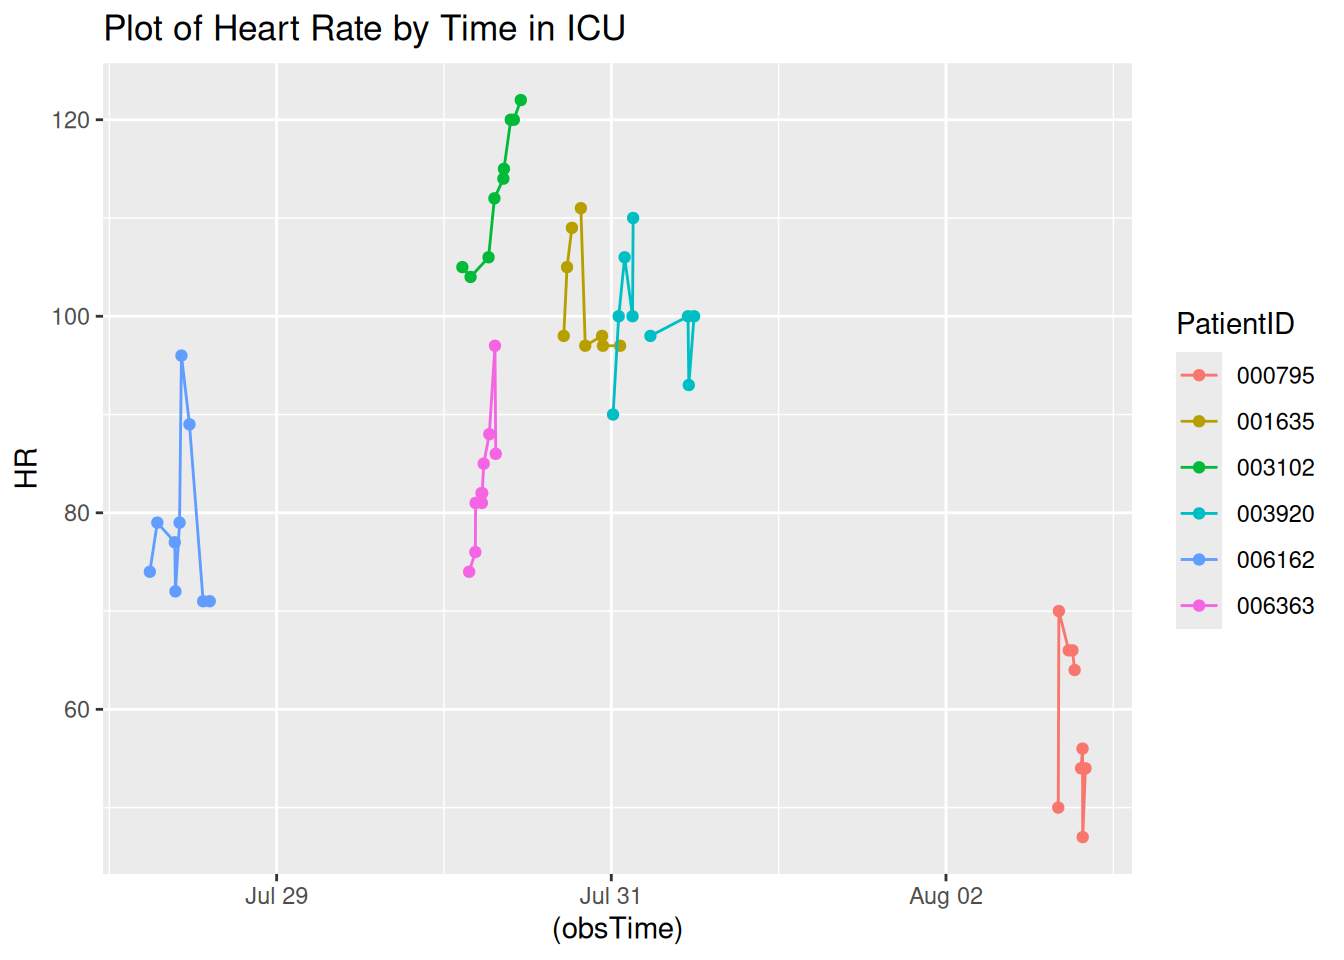 Plot of Heart Rate by Time in ICU
HR
120
100
80
60
Jul 29
Jul 31
Aug 02
(obsTime)
PatientID
000795
001635
003102
003920
006162
006363